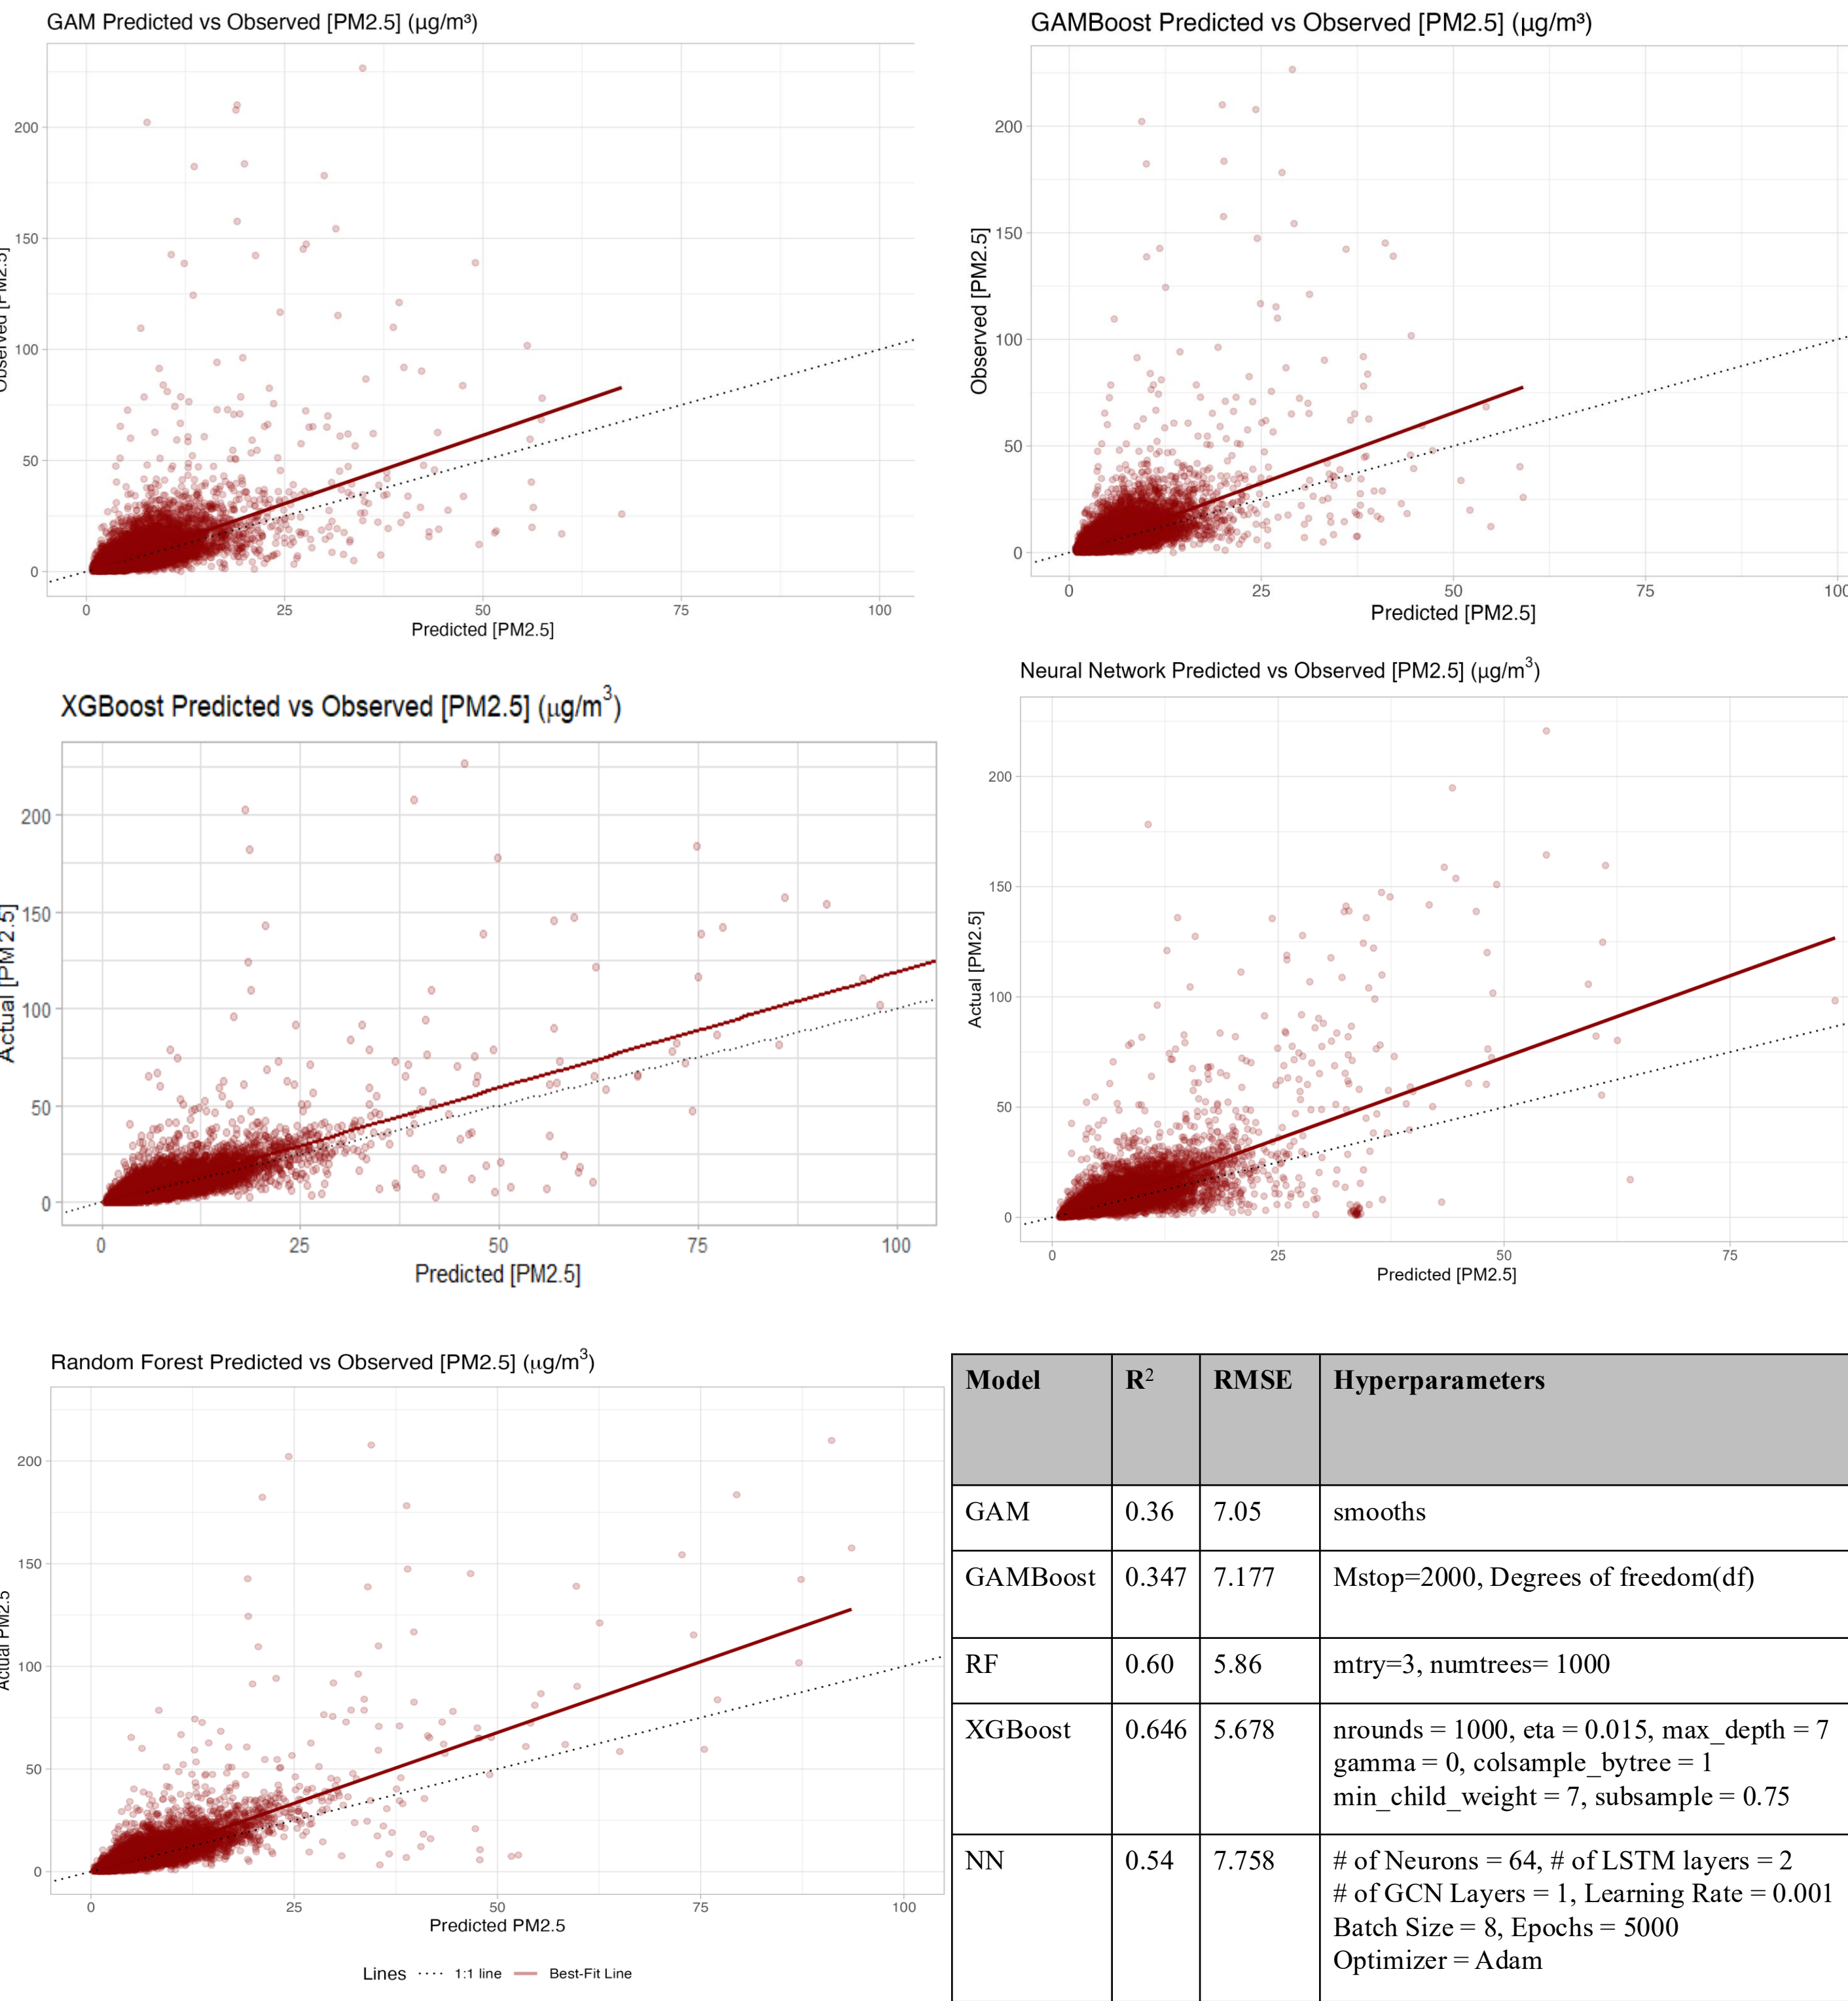 GAM Predicted vs Observed [PM2.5] (µg/m³)
Observed [PM2.5]
200
150
100
50
0
0 25 50 75 100
Predicted [PM2.5]
GAMBoost Predicted vs Observed [PM2.5] (µg/m³)
Observed [PM2.5]
200
150
100
50
0
0 25 50 75 100
Predicted [PM2.5]
XGBoost Predicted vs Observed [PM2.5] (µg/m³)
Actual [PM2.5]
200
150
100
50
0
0 25 50 75 100
Predicted [PM2.5]
Neural Network Predicted vs Observed [PM2.5] (µg/m³)
Actual [PM2.5]
200
150
100
50
0
0 25 50 75
Predicted [PM2.5]
Random Forest Predicted vs Observed [PM2.5] (µg/m³)
Actual PM2.5
200
150
100
50
0
0 25 50 75 100
Predicted PM2.5
Lines 1:1 line Best-Fit Line
Model R² RMSE Hyperparameters
GAM 0.36 7.05 smooths
GAMBoost 0.347 7.177 Mstop=2000, Degrees of freedom(df)
RF 0.60 5.86 mtry=3, numtrees= 1000
XGBoost 0.646 5.678 nrounds = 1000, eta = 0.015, max_depth = 7
gamma = 0, colsample_bytree = 1
min_child_weight = 7, subsample = 0.75
NN 0.54 7.758 # of Neurons = 64, # of LSTM layers = 2
# of GCN Layers = 1, Learning Rate = 0.001
Batch Size = 8, Epochs = 5000
Optimizer = Adam